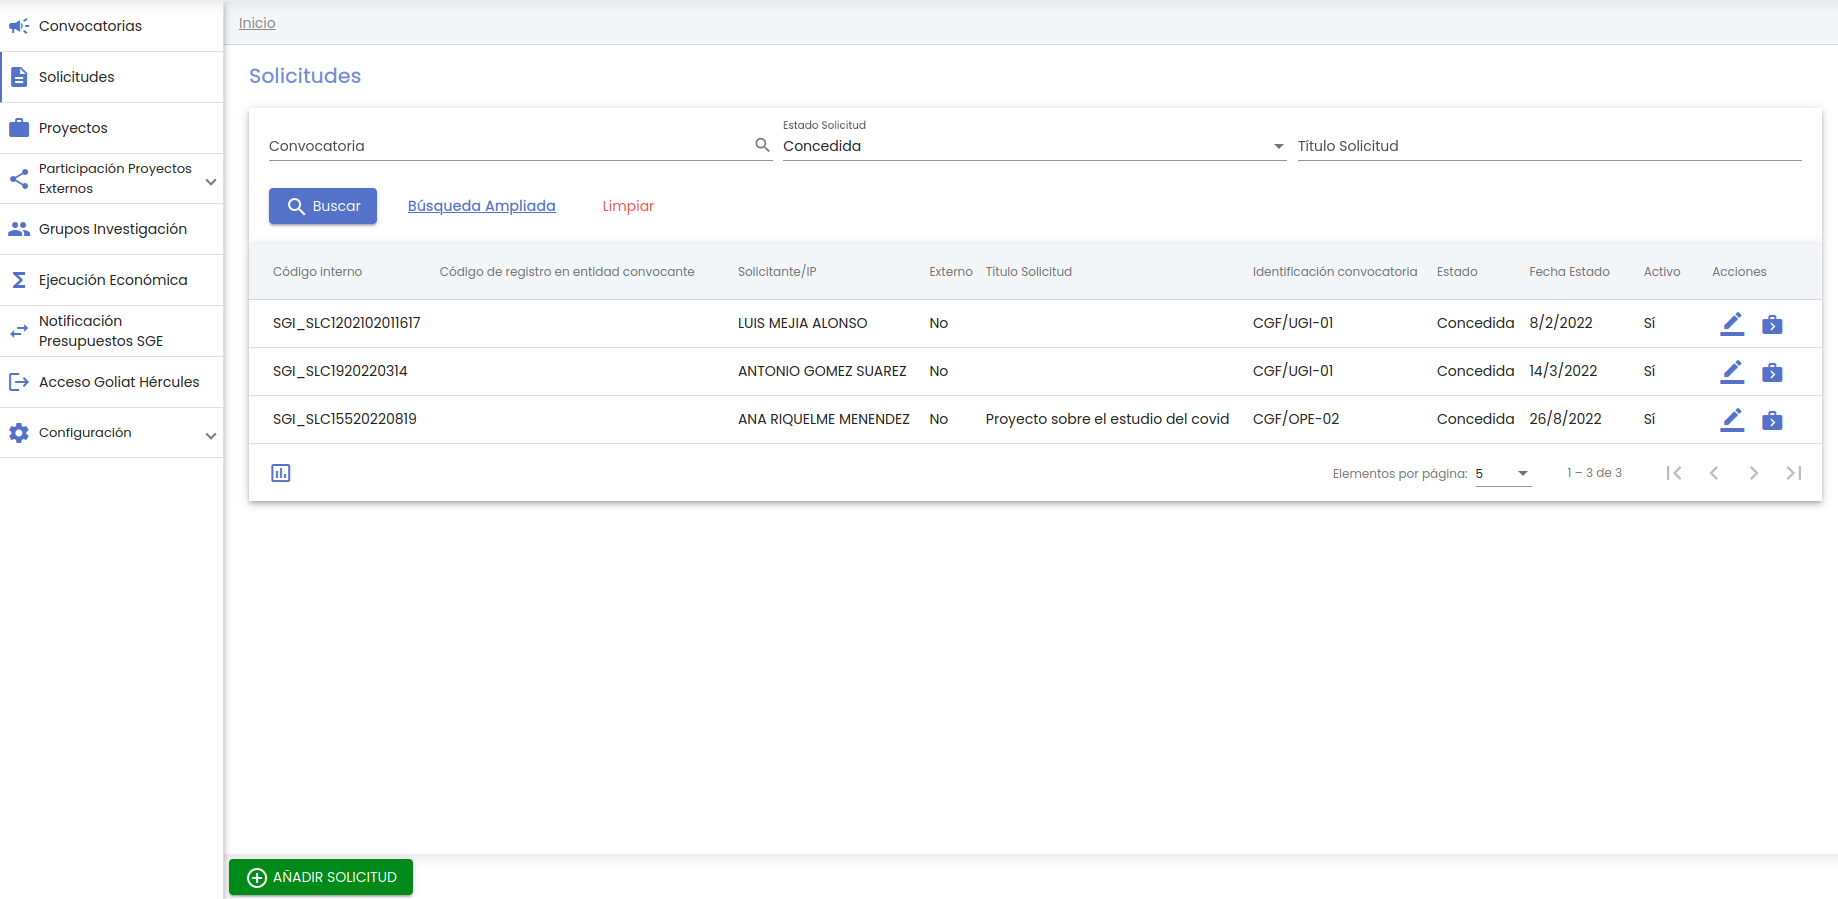 Convocatorias
Solicitudes
Proyectos
Participación Proyectos
Externos
Grupos Investigación
Ejecución Económica
Notificación
Presupuestos SGE
Acceso Goliat Hércules
Configuración
Inicio
Solicitudes
Convocatoria
Estado Solicitud
Concedida
Título Solicitud
Buscar Búsqueda Ampliada Limpiar
Código interno Código de registro en entidad convocante Solicitante/IP Externo Título Solicitud Identificación convocatoria Estado Fecha Estado Activo Acciones
SGI_SLC1202102011617 LUIS MEJIA ALONSO No CGF/UGI-01 Concedida 8/2/2022 Sí
SGI_SLC1920220314 ANTONIO GOMEZ SUAREZ No CGF/UGI-01 Concedida 14/3/2022 Sí
SGI_SLC15520220819 ANA RIQUELME MENENDEZ No Proyecto sobre el estudio del covid CGF/OPE-02 Concedida 26/8/2022 Sí
Elementos por página: 5 1 – 3 de 3
AÑADIR SOLICITUD